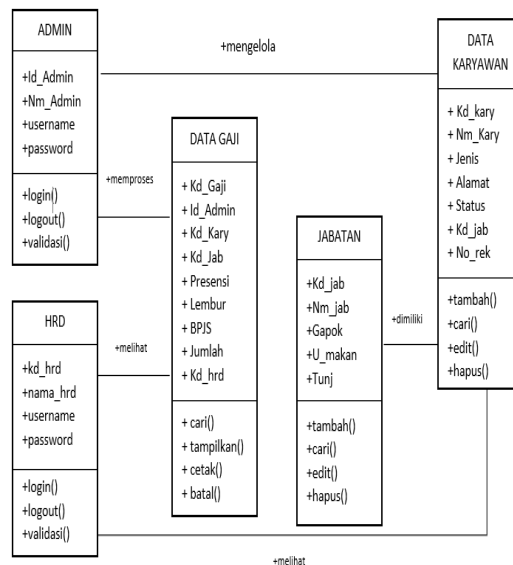 ADMIN
+Id_Admin
+Nm_Admin
+username
+password
+login()
+logout()
+validasi()
+mengelola
DATA
KARYAWAN
+ Kd_kary
+ Nm_Kary
+ Jenis
+ Alamat
+ Status
+ Kd_jab
+ No_rek
+tambah()
+cari()
+edit()
+hapus()
+memproses
DATA GAJI
+ Kd_Gaji
+ Id_Admin
+ Kd_Kary
+ Kd_Jab
+ Presensi
+ Lembur
+ BPJS
+ Jumlah
+ Kd_hrd
+ cari()
+ tampilkan()
+ cetak()
+ batal()
JABATAN
+Kd_jab
+Nm_jab
+Gapok
+U_makan
+Tunj
+tambah()
+cari()
+edit()
+hapus()
+dimiliki
HRD
+kd_hrd
+nama_hrd
+username
+password
+login()
+logout()
+validasi()
+melihat
+melihat